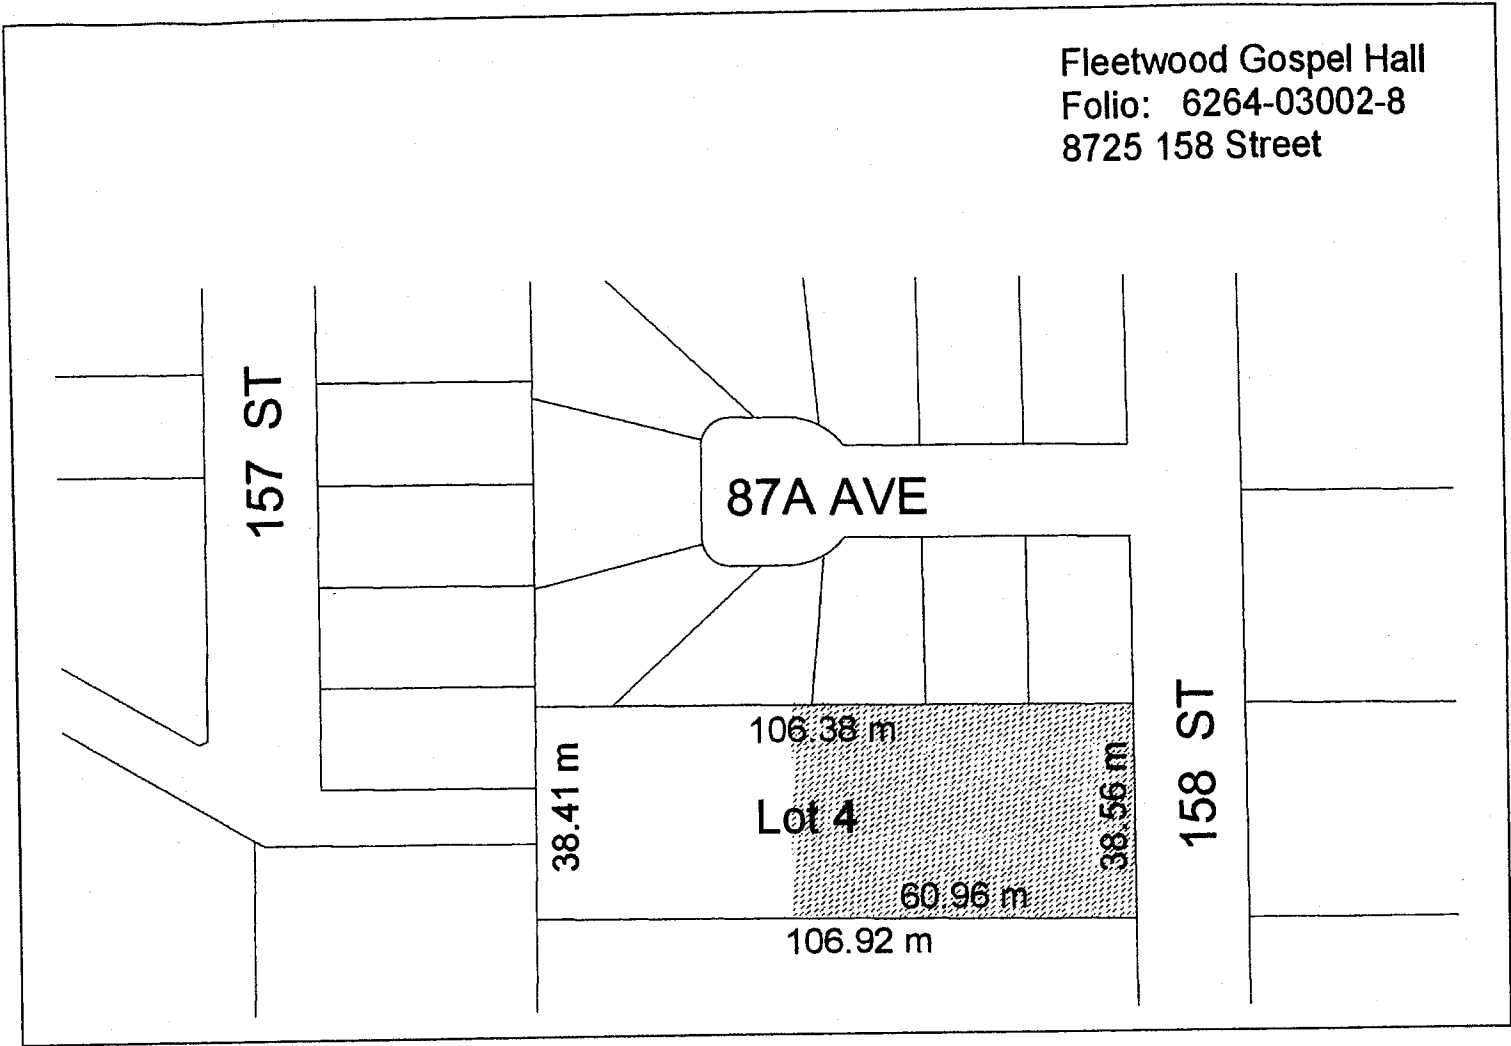 Fleetwood Gospel Hall
Folio: 6264-03002-8
8725 158 Street
157 ST
87A AVE
158 ST
106.38 m
38.41 m
Lot 4
38.56 m
60.96 m
106.92 m